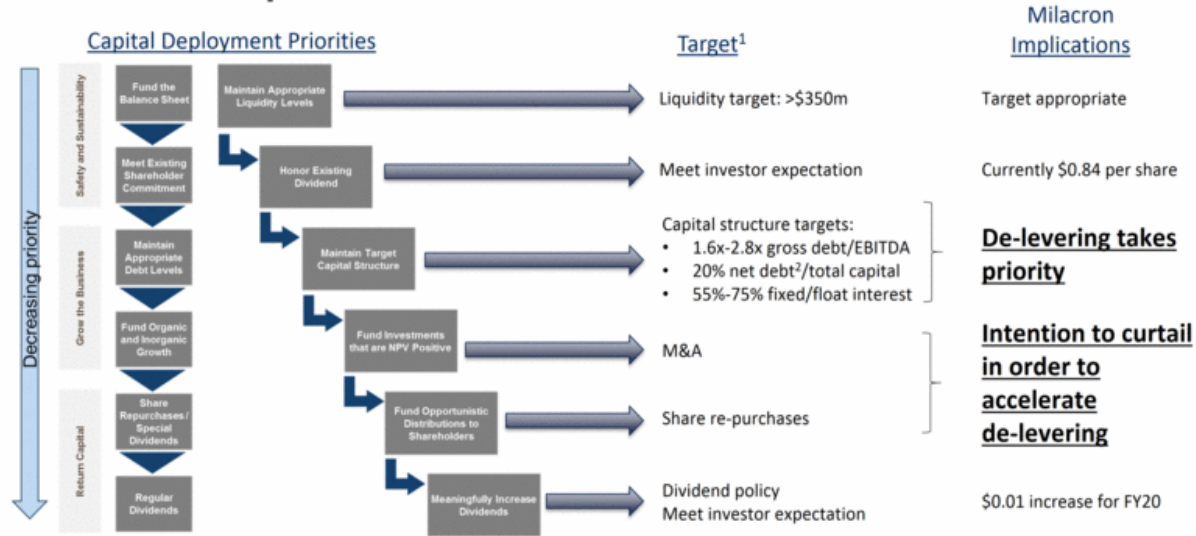 Capital Deployment Priorities
Target1
Milacron
Implications
Decreasing priority
Safety and Sustainability
Grow the Business
Return Capital
Fund the
Balance Sheet
Meet Existing
Shareholder
Commitment
Maintain
Appropriate
Debt Levels
Fund Organic
and Inorganic
Growth
Share
Repurchases/
Special
Dividends
Regular
Dividends
Maintain Appropriate
Liquidity Levels
Honor Existing
Dividend
Maintain Target
Capital Structure
Fund Investments
that are NPV Positive
Fund Opportunistic
Distributions to
Shareholders
Meaningfully Increase
Dividends
Liquidity target: >$350m
Meet investor expectation
Capital structure targets:
• 1.6x-2.8x gross debt/EBITDA
• 20% net debt2/total capital
• 55%-75% fixed/float interest
M&A
Share re-purchases
Dividend policy
Meet investor expectation
Target appropriate
Currently $0.84 per share
De-levering takes
priority
Intention to curtail
in order to
accelerate
de-levering
$0.01 increase for FY20